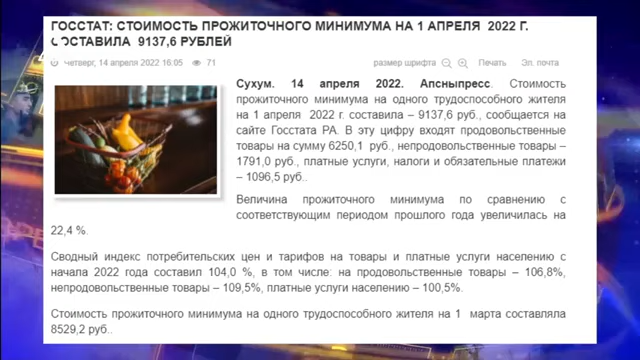 ГОССТАТ: СТОИМОСТЬ ПРОЖИТОЧНОГО МИНИМУМА НА 1 АПРЕЛЯ 2022 Г.
СОСТАВИЛА 9137,6 РУБЛЕЙ
Четверг, 14 апреля 2022 16:05 71 размер шрифта Печать Эл. почта
Сухум. 14 апреля 2022. Апсныпресс. Стоимость
прожиточного минимума на одного трудоспособного жителя
на 1 апреля 2022 г. составила – 9137,6 руб., сообщается на
сайте Госстата РА. В эту цифру входят продовольственные
товары на сумму 6250,1 руб., непродовольственные товары –
1791,0 руб., платные услуги, налоги и обязательные платежи
– 1096,5 руб..
Величина прожиточного минимума по сравнению с
соответствующим периодом прошлого года увеличилась на
22,4 %.
Сводный индекс потребительских цен и тарифов на товары и платные услуги населению с
начала 2022 года составил 104,0 %, в том числе: на продовольственные товары – 106,8%,
непродовольственные товары – 109,5%, платные услуги населению – 100,5%.
Стоимость прожиточного минимума на одного трудоспособного жителя на 1 марта составляла
8529,2 руб..